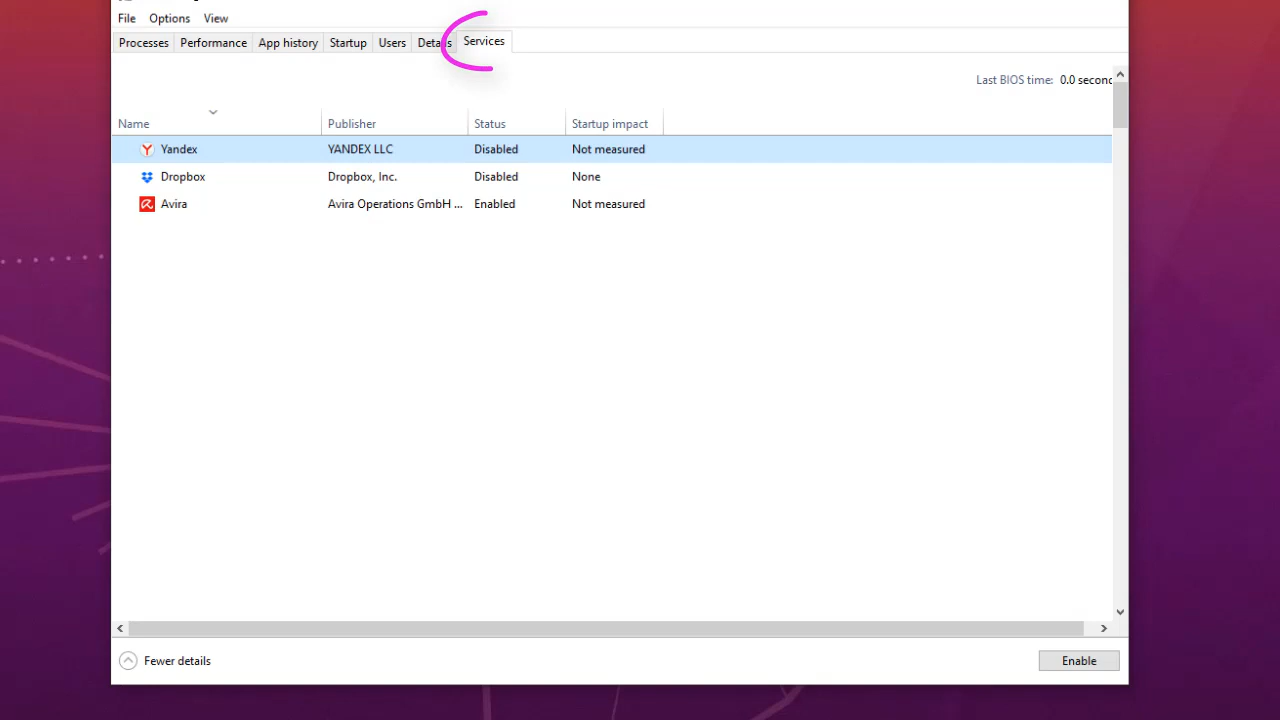 File Options View
Processes Performance App history Startup Users Details Services
Last BIOS time: 0.0 second
Name Publisher Status Startup impact
Yandex YANDEX LLC Disabled Not measured
Dropbox Dropbox, Inc. Disabled None
Avira Avira Operations GmbH ... Enabled Not measured
Fewer details Enable